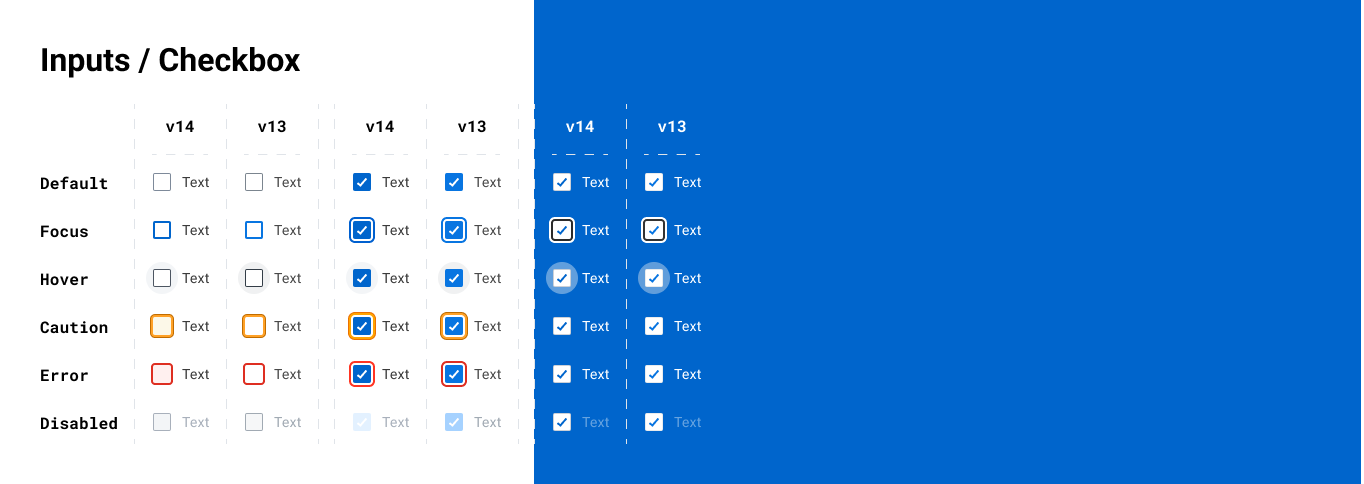 Inputs / Checkbox
v14 v13 v14 v13 v14 v13
Default Text Text Text Text Text Text
Focus Text Text Text Text Text Text
Hover Text Text Text Text Text Text
Caution Text Text Text Text Text Text
Error Text Text Text Text Text Text
Disabled Text Text Text Text Text Text